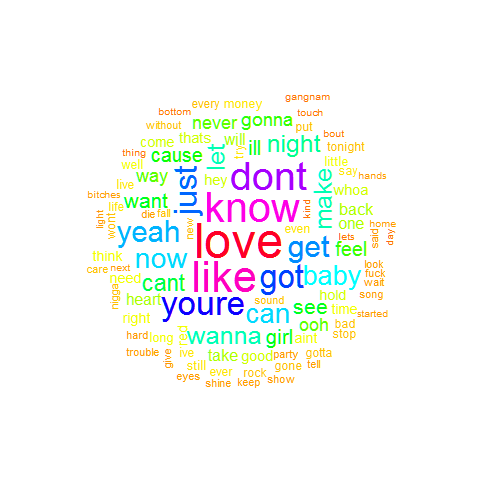 gangnam
every money
bottom
touch
never
gonna
put
bout
without
come
thats
will
let
try
ill
night
tonight
thing
cause
little
well
way
hey
dont
say
hands
live
just
make
whoa
bitches
want
life
know
kind
back
light
wont
die
fall
new
one
home
yeah
love
even
said
day
lets
get
feel
think
now
like
got
baby
look
care
next
need
cant
fuck
wait
nigga
heart
youre
sound
hold
song
can
see
time
started
right
ooh
bad
hard
long
red
wanna
girl
aint
stop
trouble
give
ive
take
good
party
gotta
still
gone
tell
eyes
ever
rock
shine
keep
show